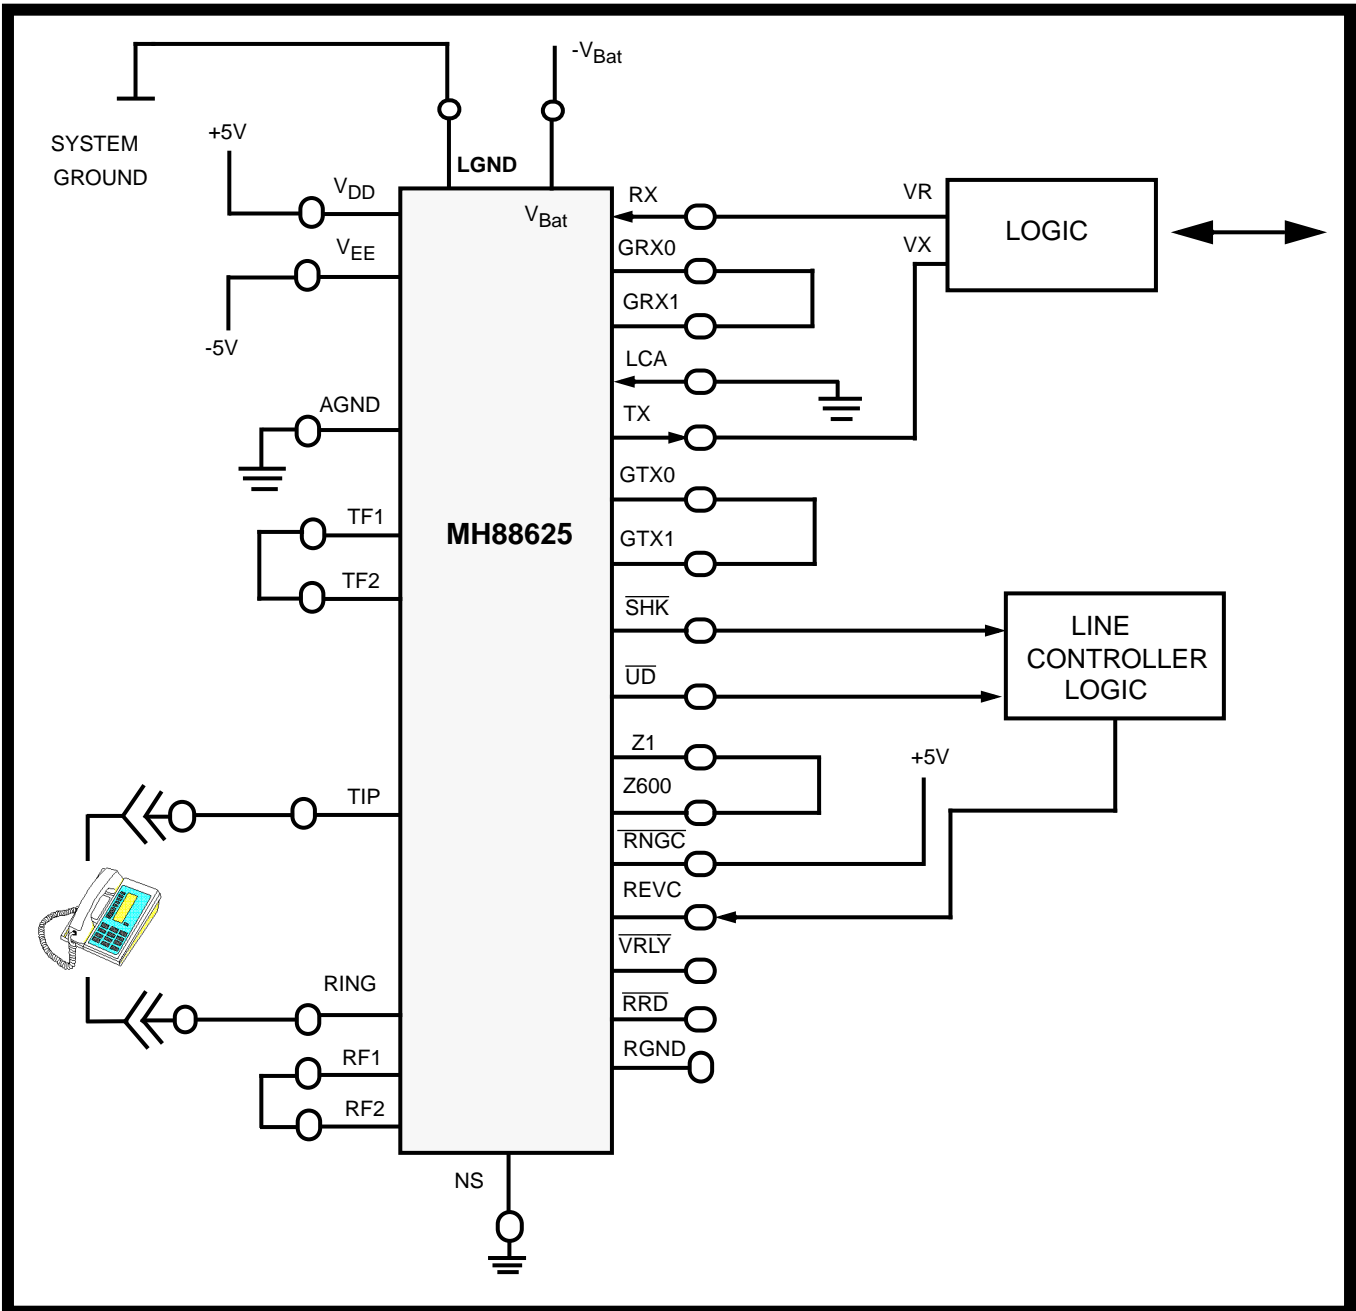 -VBat
SYSTEM
GROUND
+5V
LGND
VDD
VBat
RX
VR
LOGIC
VEE
GRX0
VX
-5V
GRX1
LCA
AGND
TX
GTX0
TF1
MH88625
GTX1
TF2
SHK
LINE
CONTROLLER
LOGIC
UD
Z1
+5V
Z600
TIP
RNGC
REVC
VRLY
RING
RRD
RGND
RF1
RF2
NS